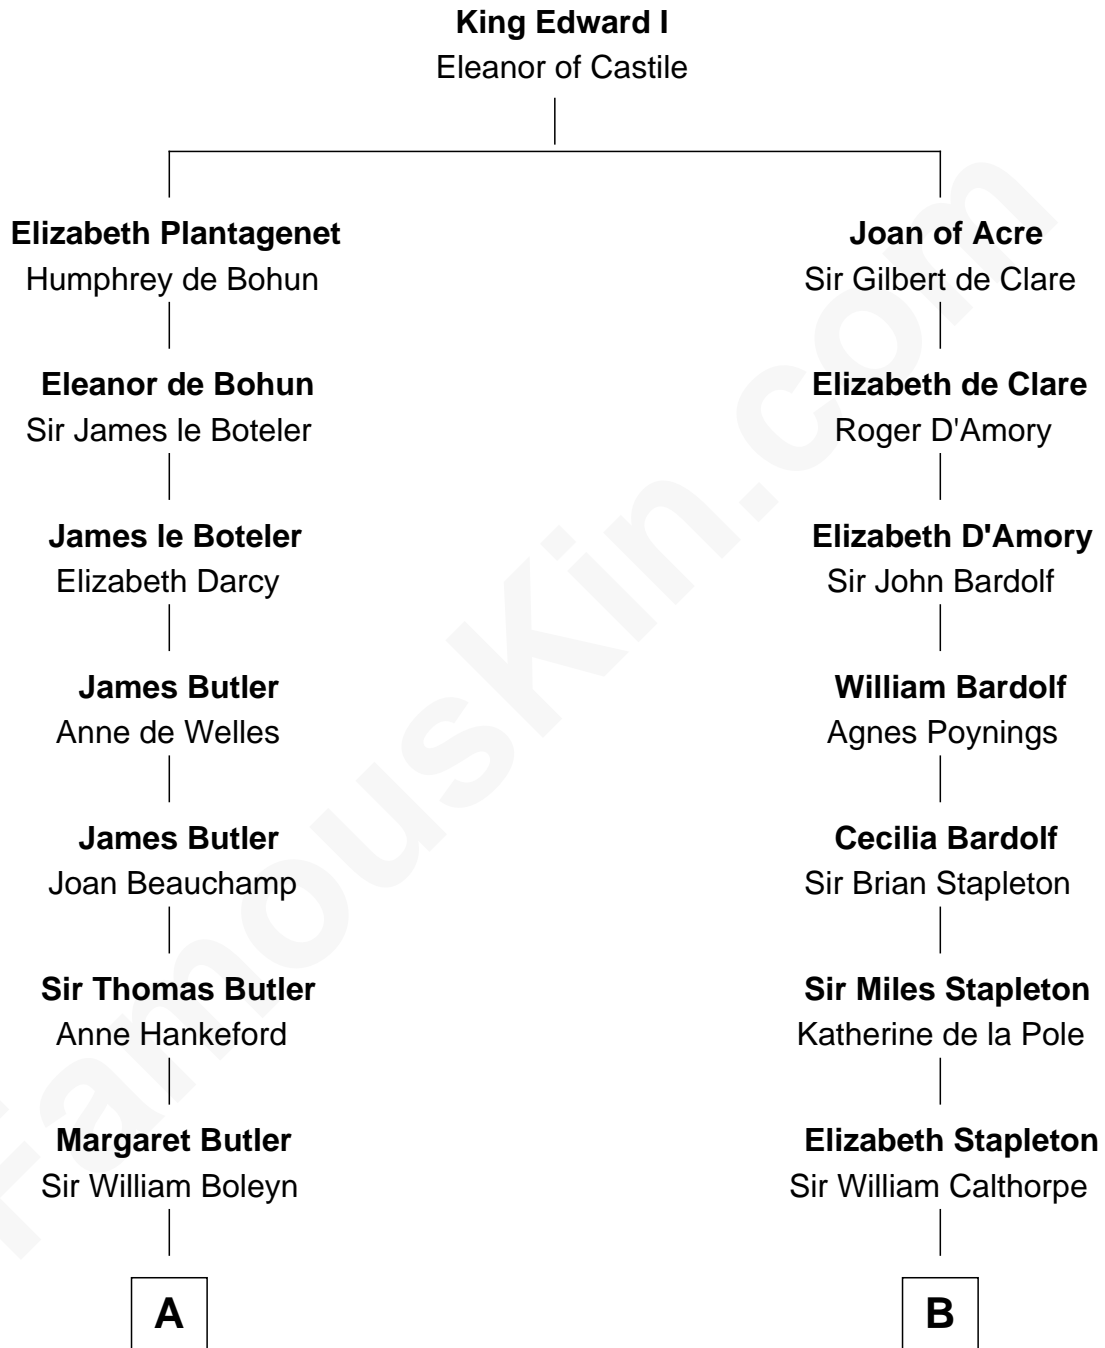 King Edward I
Eleanor of Castile
Elizabeth Plantagenet
Humphrey de Bohun
Joan of Acre
Sir Gilbert de Clare
Eleanor de Bohun
Sir James le Boteler
Elizabeth de Clare
Roger D'Amory
James le Boteler
Elizabeth Darcy
Elizabeth D'Amory
Sir John Bardolf
James Butler
Anne de Welles
William Bardolf
Agnes Poynings
James Butler
Joan Beauchamp
Cecilia Bardolf
Sir Brian Stapleton
Sir Thomas Butler
Anne Hankeford
Sir Miles Stapleton
Katherine de la Pole
Margaret Butler
Sir William Boleyn
Elizabeth Stapleton
Sir William Calthorpe
A
B
FamousKin.com